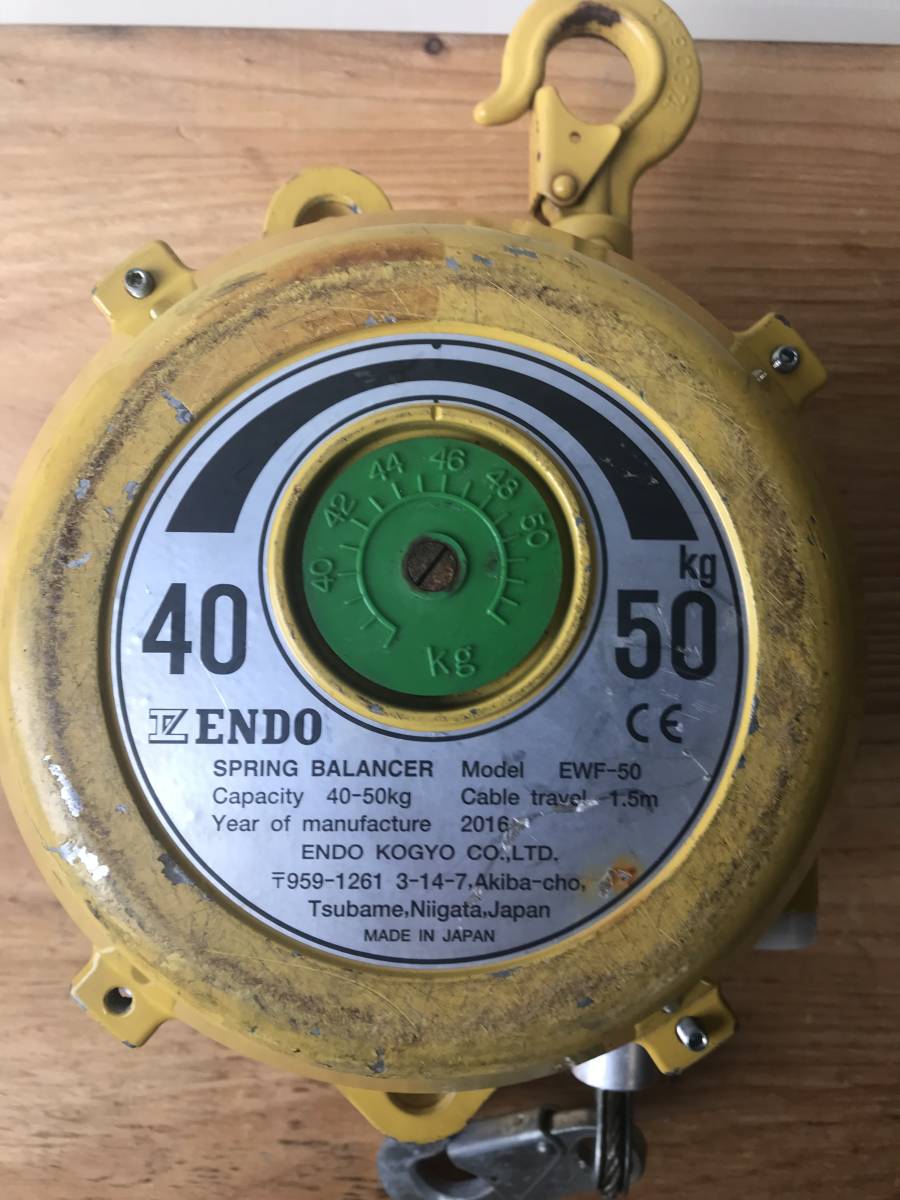 40 42 44 46 48 50
kg
kg
40 50
ENDO CE
SPRING BALANCER Model EWF-50
Capacity 40-50kg Cable travel 1.5m
Year of manufacture 2016
ENDO KOGYO CO.,LTD.
〒959-1261 3-14-7,Akiba-cho,
Tsubame,Niigata,Japan
MADE IN JAPAN